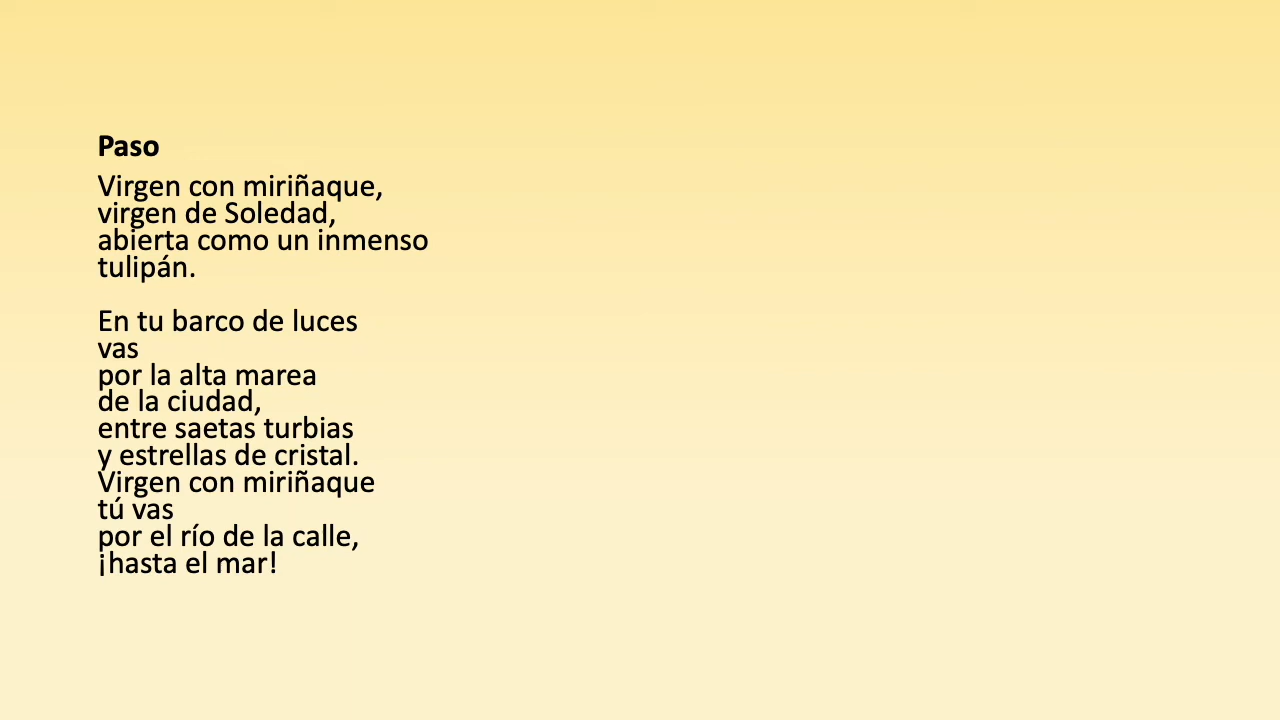 Paso
Virgen con miriñaque,
virgen de Soledad,
abierta como un inmenso
tulipán.
En tu barco de luces
vas
por la alta marea
de la ciudad,
entre saetas turbias
y estrellas de cristal.
Virgen con miriñaque
tú vas
por el río de la calle,
¡hasta el mar!